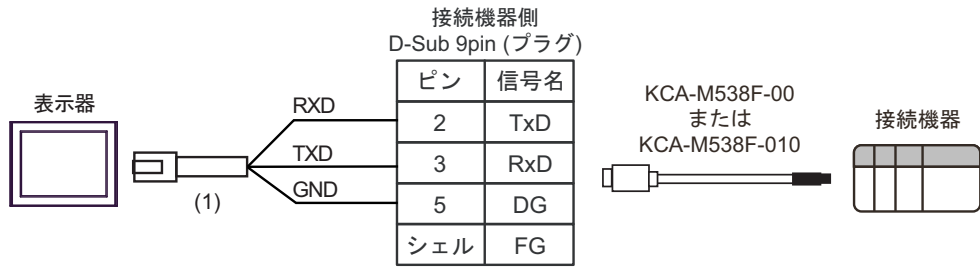 接続機器側
D-Sub 9pin (プラグ)
ピン 信号名
2 TxD
3 RxD
5 DG
シェル FG
表示器
RXD
TXD
GND
(1)
KCA-M538F-00
または
KCA-M538F-010
接続機器